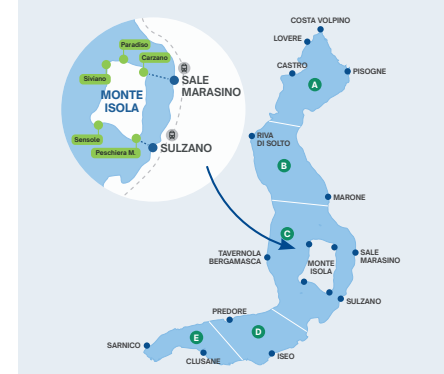 COSTA VOLPINO
LOVERE
CASTRO
PISOGNE
A
Paradiso
Carzano
Siviano
SALE
MARASINO
MONTE
ISOLA
Sensole
Peschiera M.
SULZANO
RIVA
DI SOLTO
B
MARONE
C
TAVERNOLA
BERGAMASCA
MONTE
ISOLA
SALE
MARASINO
SULZANO
PREDORE
D
E
SARNICO
CLUSANE
ISEO